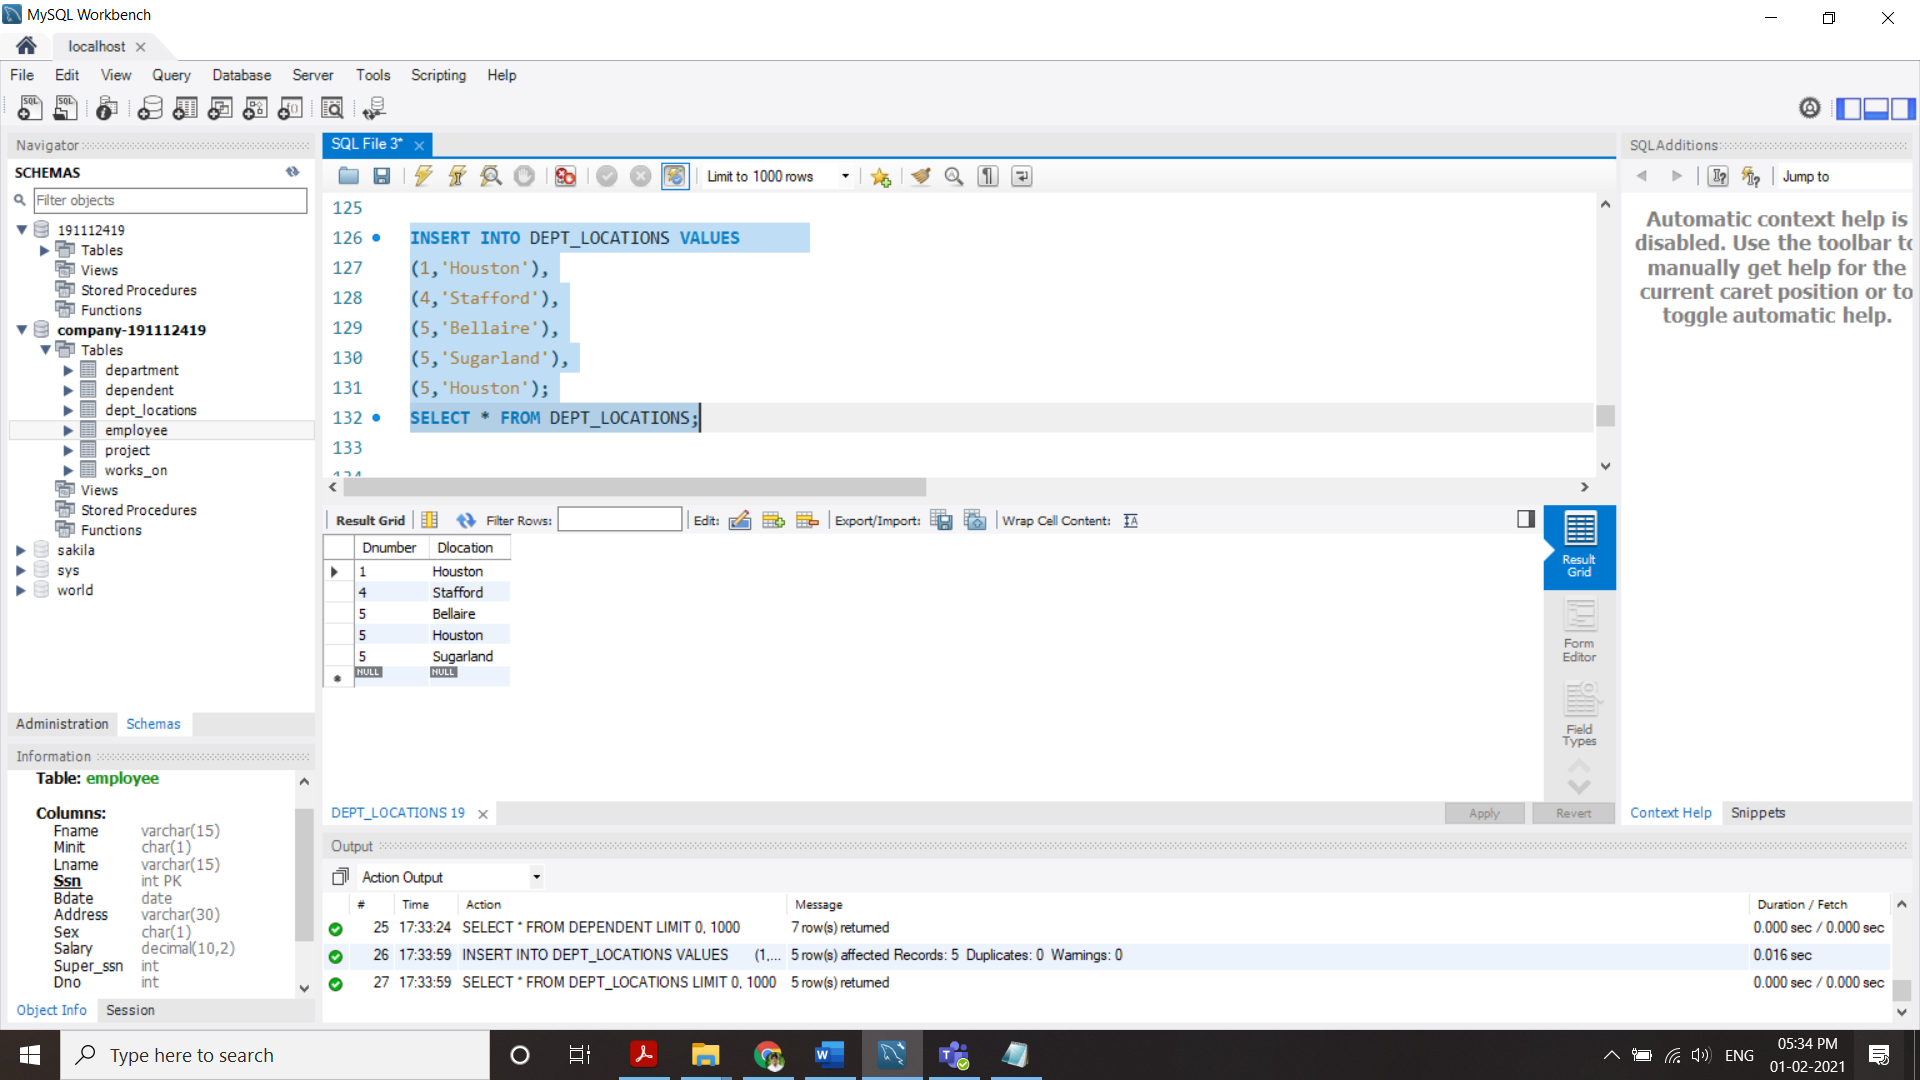 MySQL Workbench
localhost
File Edit View Query Database Server Tools Scripting Help
Navigator
SCHEMAS
Filter objects
191112419
Tables
Views
Stored Procedures
Functions
company-191112419
Tables
department
dependent
dept_locations
employee
project
works_on
Views
Stored Procedures
Functions
sakila
sys
world
Administration Schemas
Information
Table: employee
Columns:
Fname varchar(15)
Minit char(1)
Lname varchar(15)
Ssn int PK
Bdate date
Address varchar(30)
Sex char(1)
Salary decimal(10,2)
Super_ssn int
Dno int
Object Info Session
SQL File 3*
Limit to 1000 rows
125
126 INSERT INTO DEPT_LOCATIONS VALUES
127 (1,'Houston'),
128 (4,'Stafford'),
129 (5,'Bellaire'),
130 (5,'Sugarland'),
131 (5,'Houston');
132 SELECT * FROM DEPT_LOCATIONS;
133
Result Grid Filter Rows: Edit: Export/Import: Wrap Cell Content:
Dnumber Dlocation
1 Houston
4 Stafford
5 Bellaire
5 Houston
5 Sugarland
NULL NULL
Result
Grid
Form
Editor
Field
Types
DEPT_LOCATIONS 19
Apply Revert
Output
Action Output
# Time Action Message Duration / Fetch
25 17:33:24 SELECT * FROM DEPENDENT LIMIT 0, 1000 7 row(s) returned 0.000 sec / 0.000 sec
26 17:33:59 INSERT INTO DEPT_LOCATIONS VALUES (1,... 5 row(s) affected Records: 5 Duplicates: 0 Warnings: 0 0.016 sec
27 17:33:59 SELECT * FROM DEPT_LOCATIONS LIMIT 0, 1000 5 row(s) returned 0.000 sec / 0.000 sec
SQLAdditions
Jump to
Automatic context help is
disabled. Use the toolbar to
manually get help for the
current caret position or to
toggle automatic help.
Context Help Snippets
Type here to search
ENG
05:34 PM
01-02-2021